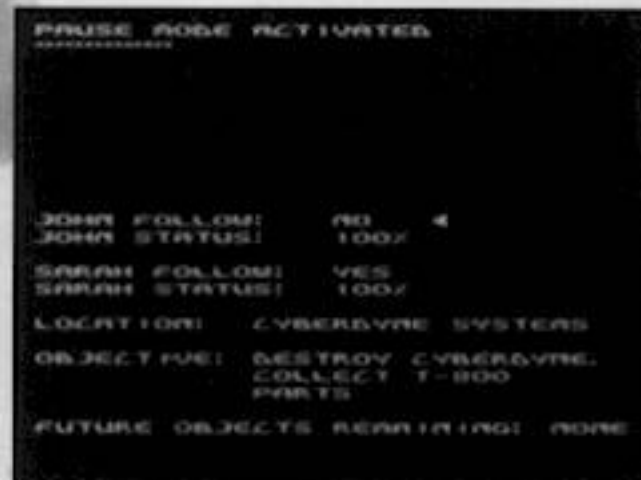 PAUSE MODE ACTIVATED
JOHN FOLLOW: NO
JOHN STATUS: 100%
SARAH FOLLOW: YES
SARAH STATUS: 100%
LOCATION: CYBERDYNE SYSTEMS
OBJECTIVE: DESTROY CYBERDYNE.
COLLECT T-800
PARTS
FUTURE OBJECTS REMAINING: NONE